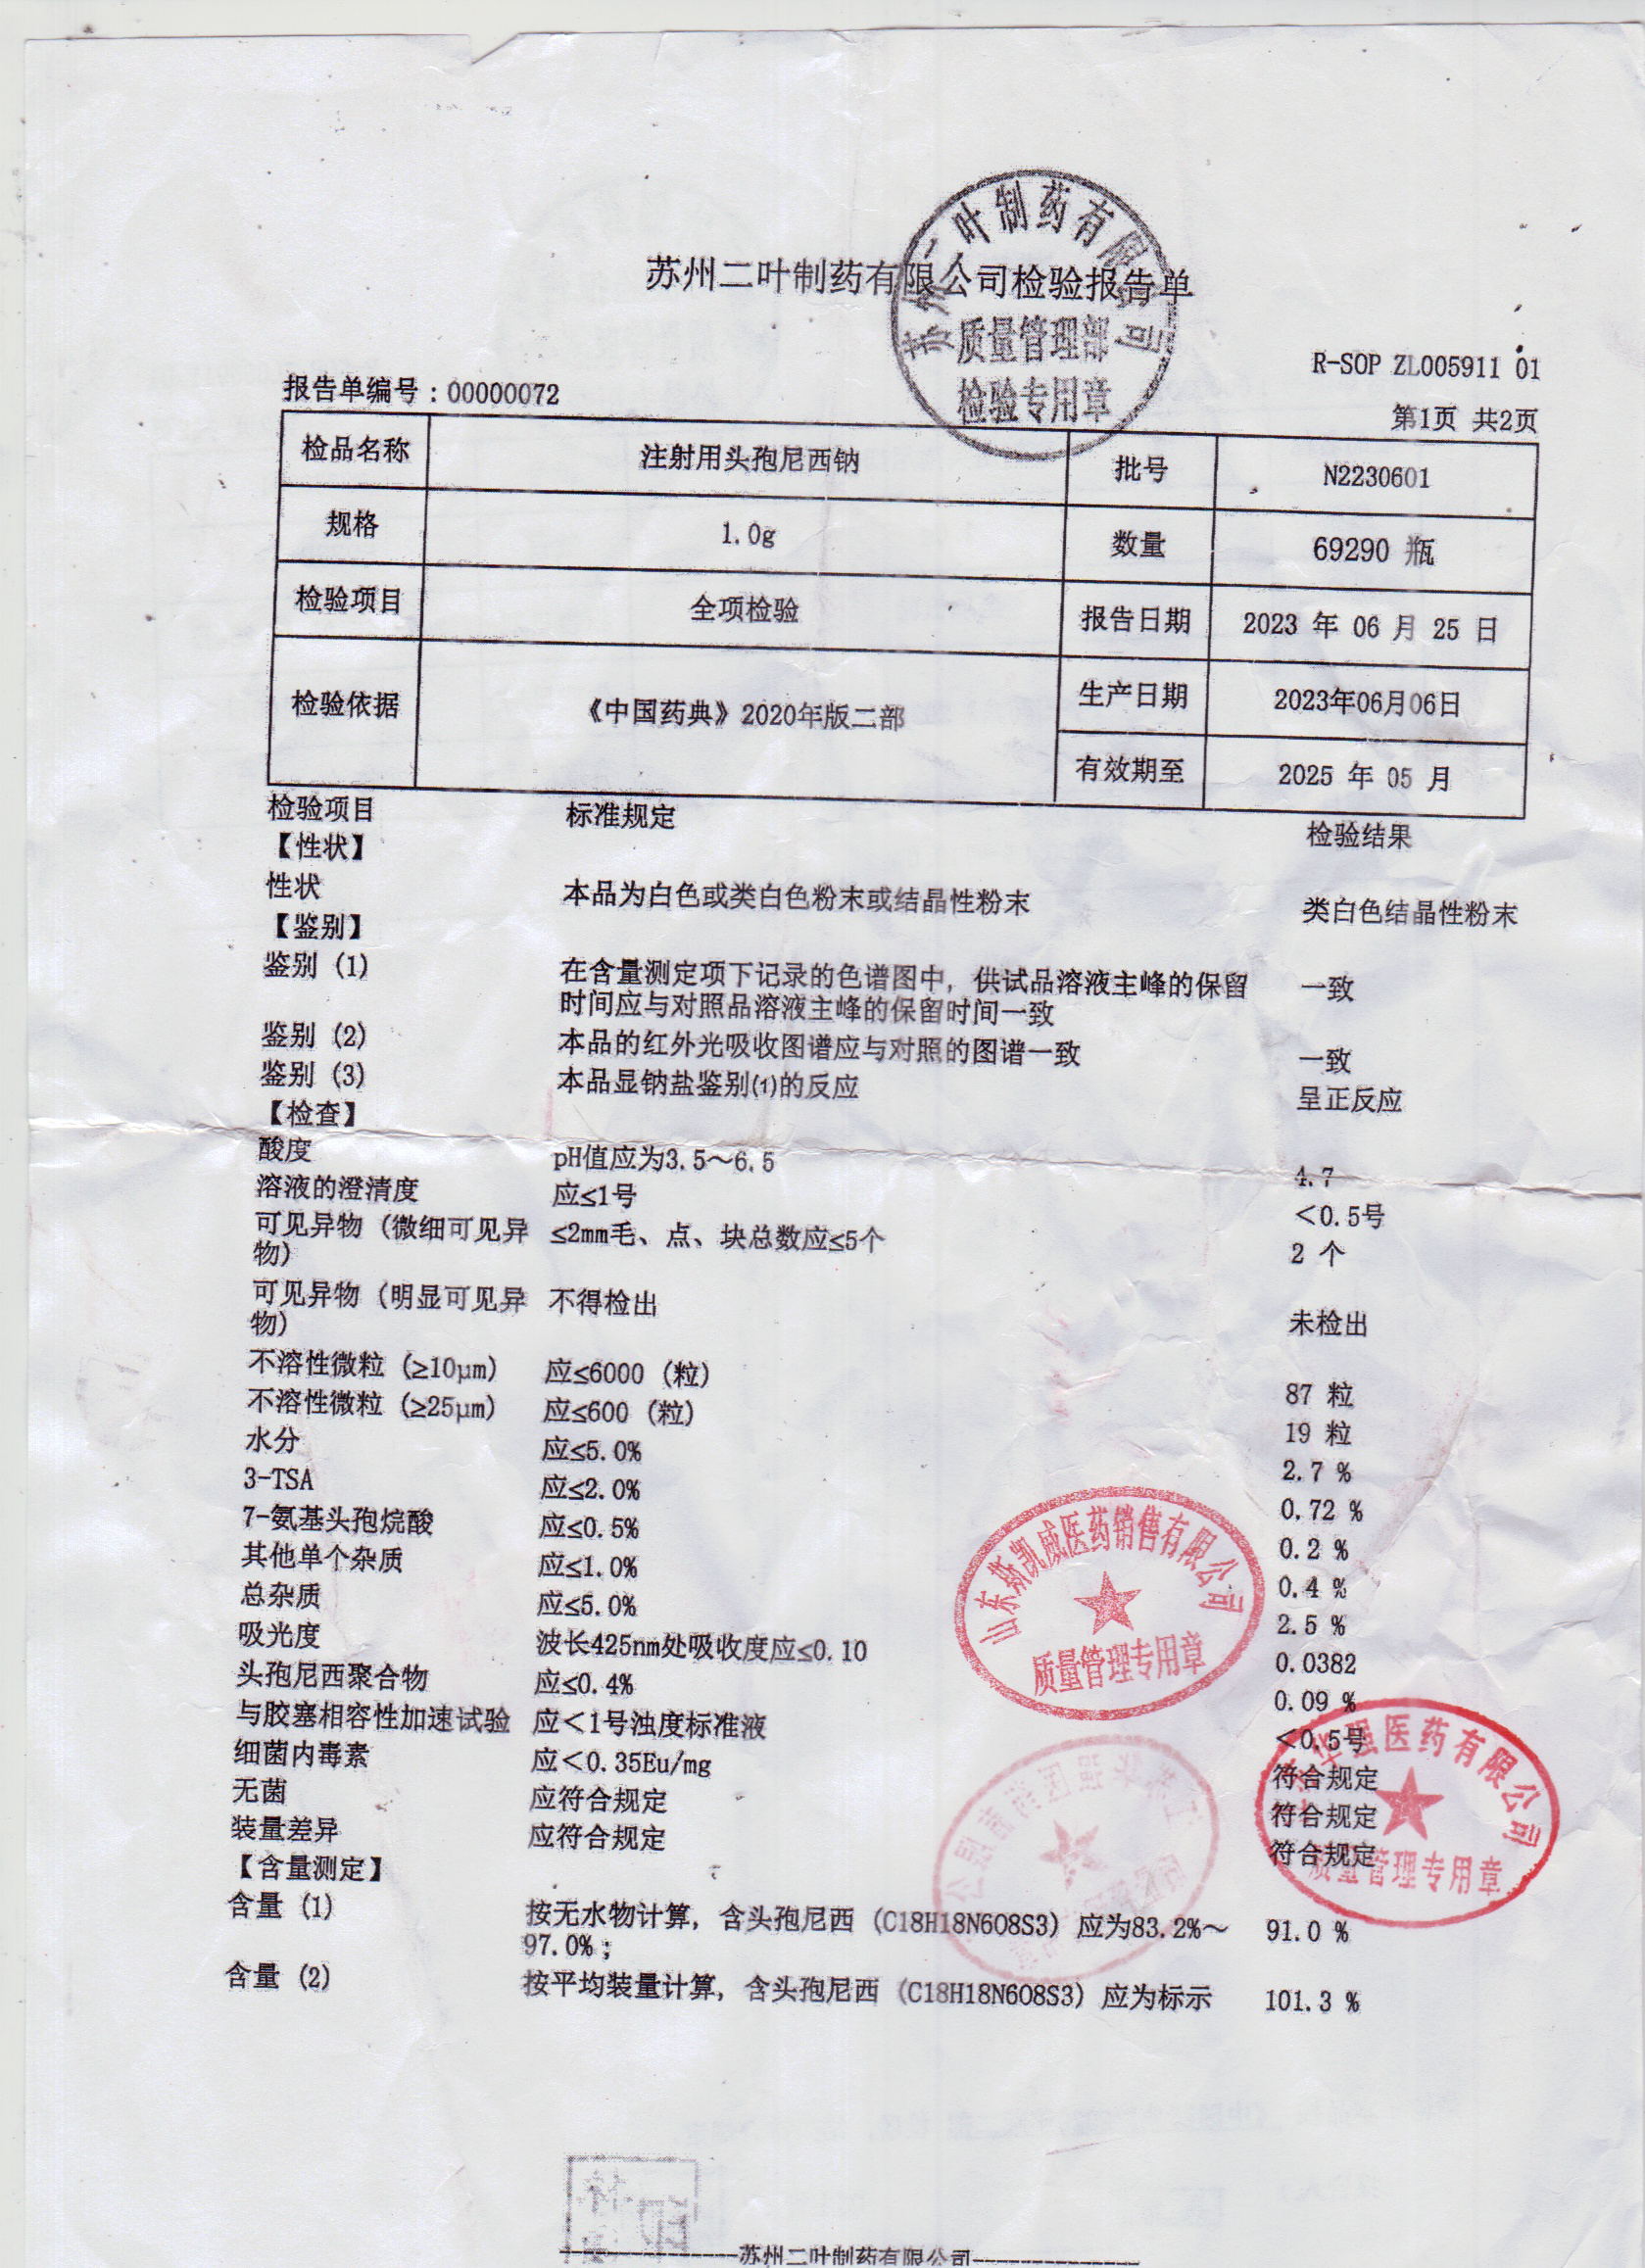 苏州二叶制药有限公司检验报告单
苏州二叶制药有限公司
质量管理部
检验专用章
R-SOP ZL005911 01
报告单编号：00000072
第1页 共2页
检品名称 注射用头孢尼西钠 批号 N2230601
规格 1.0g 数量 69290 瓶
检验项目 全项检验 报告日期 2023 年 06 月 25 日
检验依据 《中国药典》2020年版二部 生产日期 2023年06月06日
有效期至 2025 年 05 月
检验项目 标准规定 检验结果
【性状】
性状 本品为白色或类白色粉末或结晶性粉末 类白色结晶性粉末
【鉴别】
鉴别（1） 在含量测定项下记录的色谱图中，供试品溶液主峰的保留 一致
时间应与对照品溶液主峰的保留时间一致
鉴别（2） 本品的红外光吸收图谱应与对照的图谱一致 一致
鉴别（3） 本品显钠盐鉴别(1)的反应 呈正反应
【检查】
酸度 pH值应为3.5～6.5 4.7
溶液的澄清度 应≤1号 ＜0.5号
可见异物（微细可见异 ≤2mm毛、点、块总数应≤5个 2 个
物）
可见异物（明显可见异 不得检出 未检出
物）
不溶性微粒（≥10μm） 应≤6000（粒） 87 粒
不溶性微粒（≥25μm） 应≤600（粒） 19 粒
水分 应≤5.0% 2.7 %
3-TSA 应≤2.0% 0.72 %
7-氨基头孢烷酸 应≤0.5% 0.2 %
其他单个杂质 应≤1.0% 0.4 %
总杂质 应≤5.0% 2.5 %
吸光度 波长425nm处吸收度应≤0.10 0.0382
头孢尼西聚合物 应≤0.4% 0.09 %
与胶塞相容性加速试验 应＜1号浊度标准液 ＜0.5号
细菌内毒素 应＜0.35Eu/mg 符合规定
无菌 应符合规定 符合规定
装量差异 应符合规定 符合规定
【含量测定】
含量（1） 按无水物计算，含头孢尼西（C18H18N6O8S3）应为83.2%～ 91.0 %
97.0%；
含量（2） 按平均装量计算，含头孢尼西（C18H18N6O8S3）应为标示 101.3 %
山东斯凯威医药销售有限公司
质量管理专用章
华强医药有限公司
质量管理专用章
苏州二叶制药有限公司